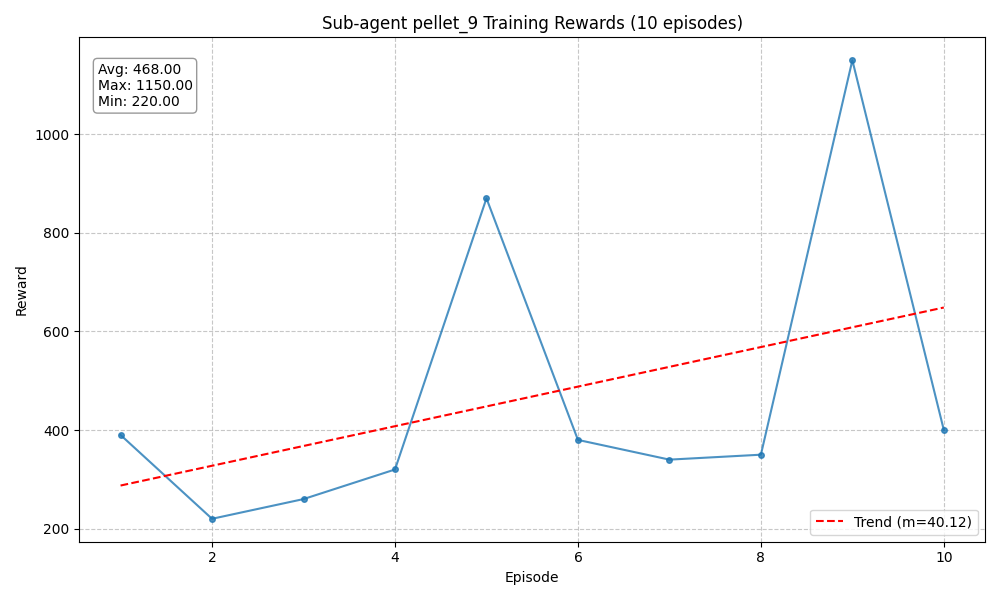 Sub-agent pellet_9 Training Rewards (10 episodes)
Avg: 468.00
Max: 1150.00
Min: 220.00
1000
800
600
400
200
Reward
Trend (m=40.12)
2 4 6 8 10
Episode